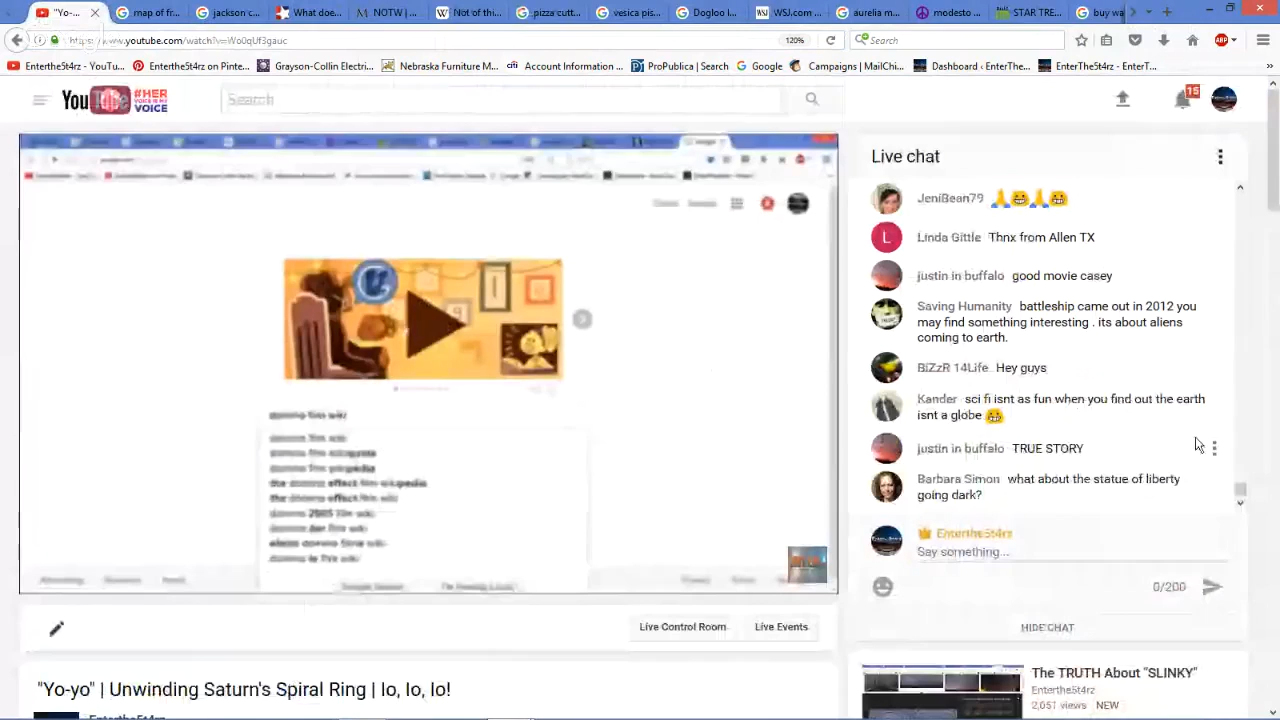 "Yo
map of f
jackson'c
What doe
NOTW -
Net of In
pizza cutt
vesica pis
Dogleg
WSJ.com
aurelia m
modesto
STAR TRE
buy wa
https://www.youtube.com/watch?v=Wo0qUf3gauc
120%
Search
Enterthe5t4rz - YouTu...
Enterthe5t4rz on Pinte...
Grayson-Collin Electri...
Nebraska Furniture M...
Account Information ...
ProPublica | Search
Google
Campaigns | MailChi...
Dashboard ‹ EnterThe...
EnterThe5t4rz - EnterT...
YouTube #HER VOICE IS MY VOICE
Search
15
Live chat
JeniBean79 🙏😁🙏😁
Linda Gittle Thnx from Allen TX
justin in buffalo good movie casey
Saving Humanity battleship came out in 2012 you
may find something interesting . its about aliens
coming to earth.
BiZzR 14Life Hey guys
Kander sci fi isnt as fun when you find out the earth
isnt a globe 😁
justin in buffalo TRUE STORY
Barbara Simon what about the statue of liberty
going dark?
Enterthe5t4rz
Say something...
0/200
HIDE CHAT
Live Control Room
Live Events
"Yo-yo" | Unwinding Saturn's Spiral Ring | Io, Io, Io!
Enterthe5t4rz
The TRUTH About "SLINKY"
Enterthe5t4rz
2,051 views NEW